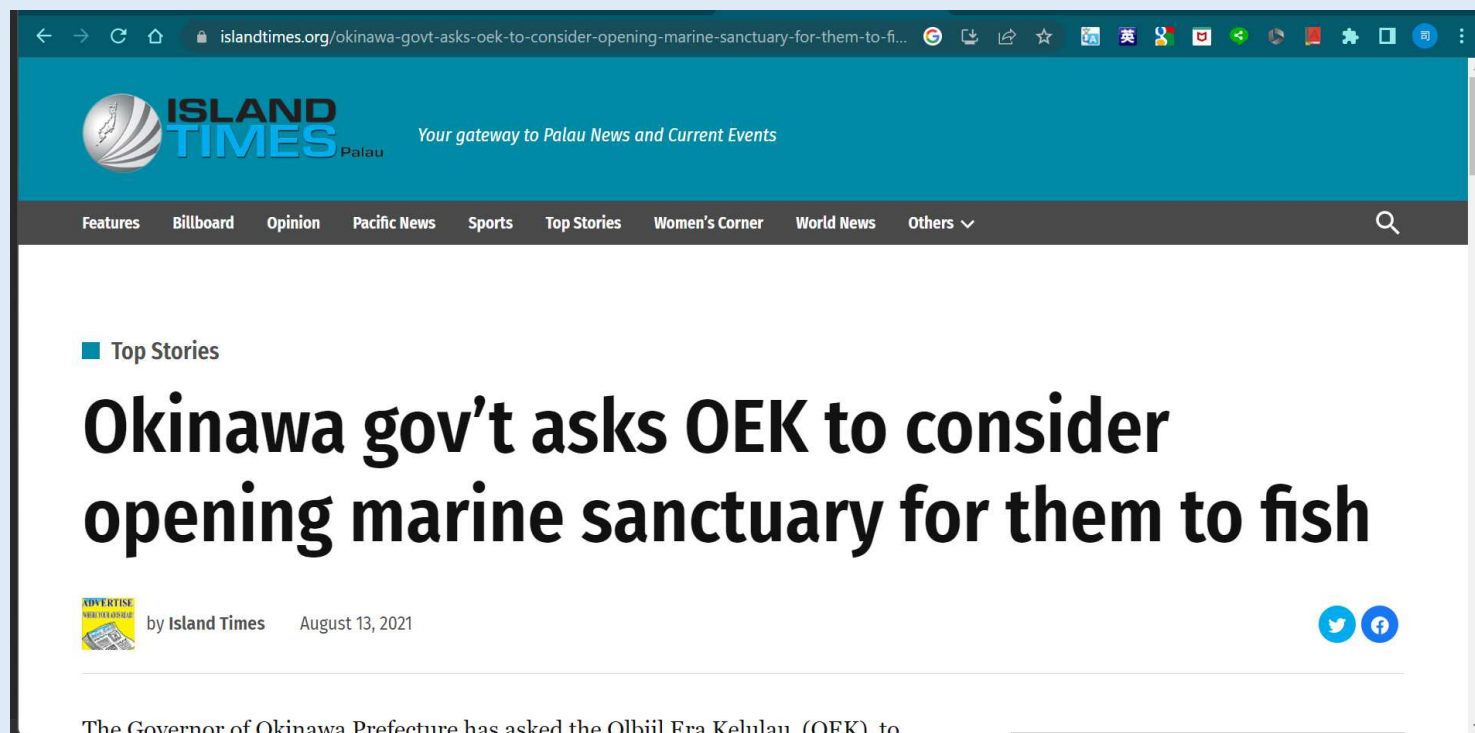 islandtimes.org/okinawa-govt-asks-oek-to-consider-opening-marine-sanctuary-for-them-to-fi...
英
司
ISLAND
TIMES Palau
Your gateway to Palau News and Current Events
Features Billboard Opinion Pacific News Sports Top Stories Women's Corner World News Others
Top Stories
Okinawa gov't asks OEK to consider
opening marine sanctuary for them to fish
ADVERTISE
by Island Times August 13, 2021
The Governor of Okinawa Prefecture has asked the Olbiil Era Kelulau, (OEK), to